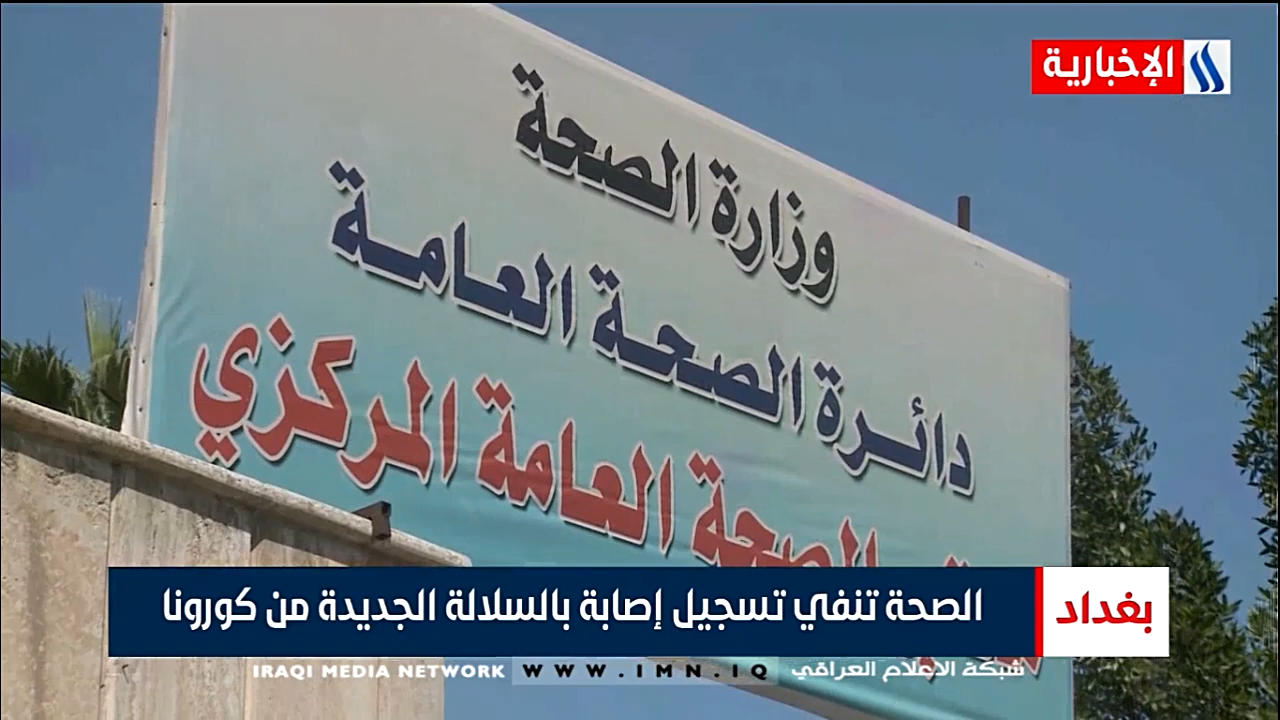 الإخبارية
وزارة الصحة
دائرة الصحة العامة
الصحة العامة المركزي
بغداد
الصحة تنفي تسجيل إصابة بالسلالة الجديدة من كورونا
IRAQI MEDIA NETWORK WWW.IMN.IQ شبكة الاعلام العراقي